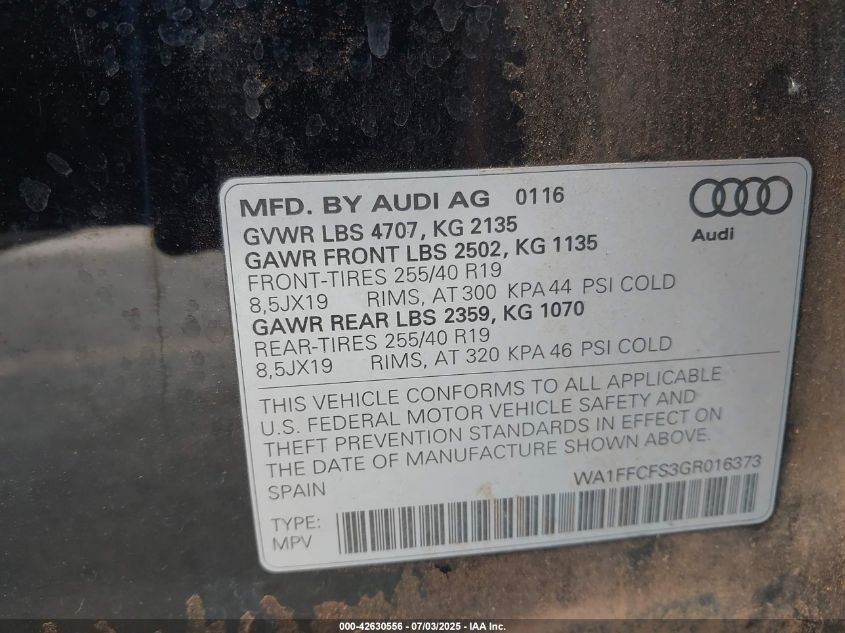 MFD. BY AUDI AG 0116
GVWR LBS 4707, KG 2135
GAWR FRONT LBS 2502, KG 1135
FRONT-TIRES 255/40 R19
8,5JX19 RIMS, AT 300 KPA 44 PSI COLD
GAWR REAR LBS 2359, KG 1070
REAR-TIRES 255/40 R19
8,5JX19 RIMS, AT 320 KPA 46 PSI COLD
Audi
THIS VEHICLE CONFORMS TO ALL APPLICABLE
U.S. FEDERAL MOTOR VEHICLE SAFETY AND
THEFT PREVENTION STANDARDS IN EFFECT ON
THE DATE OF MANUFACTURE SHOWN ABOVE.
SPAIN WA1FFCFS3GR016373
TYPE:
MPV
000-42630556 - 07/03/2025 - IAA Inc.